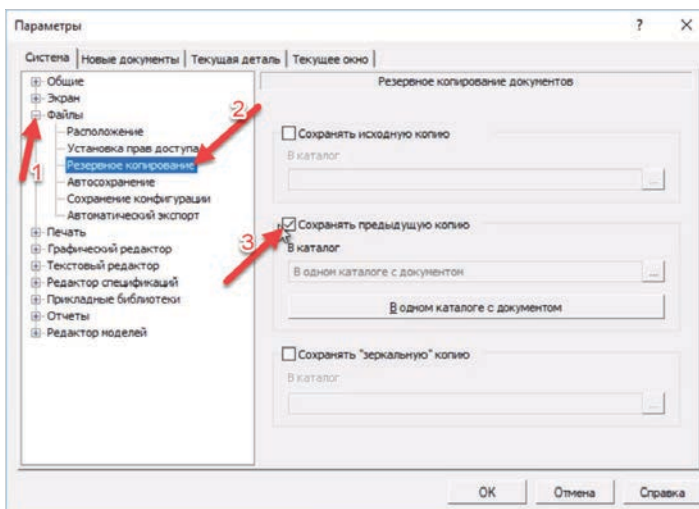 Параметры
? ×
Система Новые документы Текущая деталь Текущее окно
Общие
Экран
Файлы
Расположение
Установка прав доступа
Резервное копирование
Автосохранение
Сохранение конфигурации
Автоматический экспорт
Печать
Графический редактор
Текстовый редактор
Редактор спецификаций
Прикладные библиотеки
Отчеты
Редактор моделей
1
2
3
Резервное копирование документов
Сохранять исходную копию
В каталог
...
Сохранять предыдущую копию
В каталог
В одном каталоге с документом
...
В одном каталоге с документом
Сохранять "зеркальную" копию
В каталог
...
OK Отмена Справка